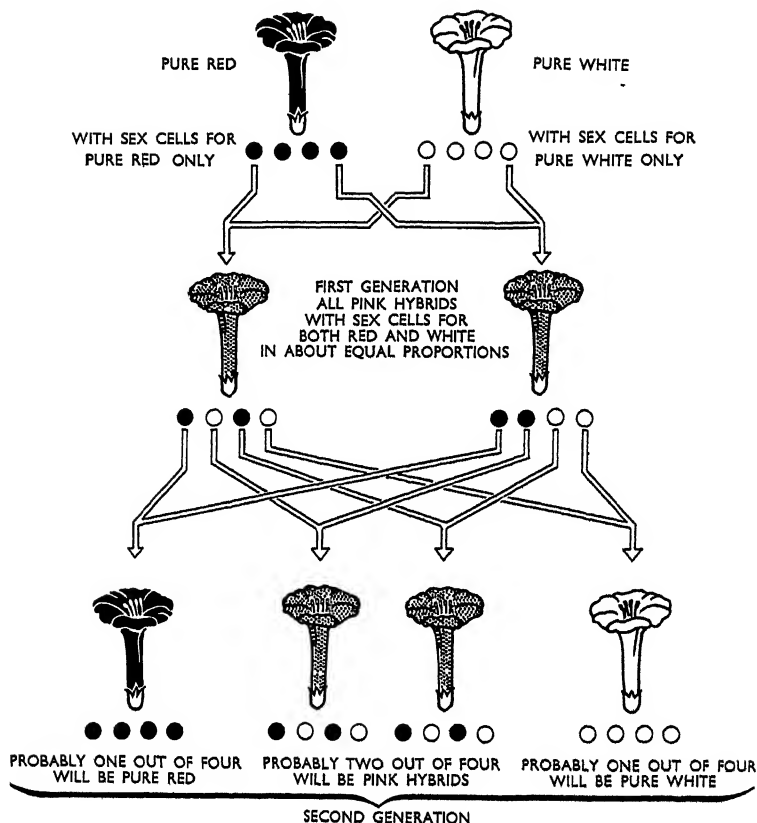 PURE RED
PURE WHITE
WITH SEX CELLS FOR
PURE RED ONLY
WITH SEX CELLS FOR
PURE WHITE ONLY
FIRST GENERATION
ALL PINK HYBRIDS
WITH SEX CELLS FOR
BOTH RED AND WHITE
IN ABOUT EQUAL PROPORTIONS
PROBABLY ONE OUT OF FOUR
WILL BE PURE RED
PROBABLY TWO OUT OF FOUR
WILL BE PINK HYBRIDS
PROBABLY ONE OUT OF FOUR
WILL BE PURE WHITE
SECOND GENERATION